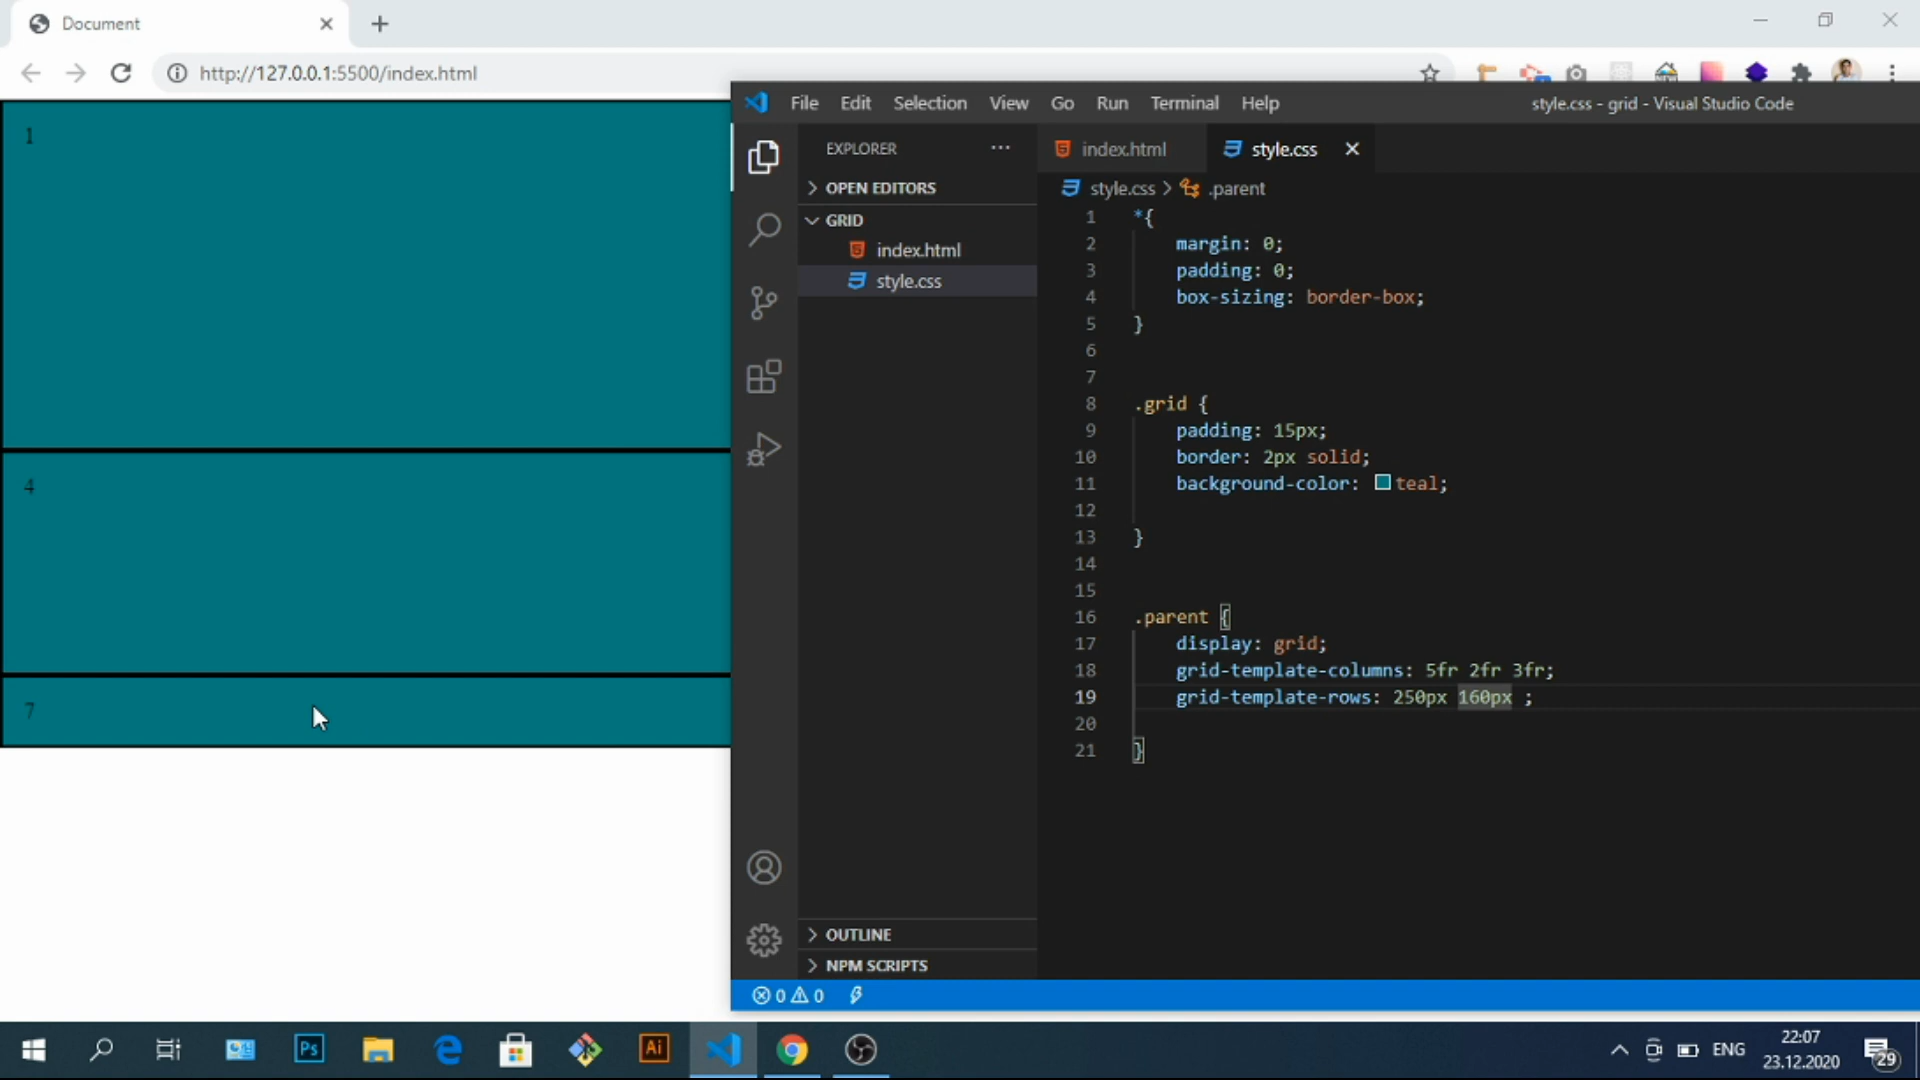 Document
http://127.0.0.1:5500/index.html
1
4
7
File Edit Selection View Go Run Terminal Help
style.css - grid - Visual Studio Code
EXPLORER
OPEN EDITORS
GRID
index.html
style.css
OUTLINE
NPM SCRIPTS
index.html
style.css
style.css > .parent
1 *{
2 margin: 0;
3 padding: 0;
4 box-sizing: border-box;
5 }
6
7
8 .grid {
9 padding: 15px;
10 border: 2px solid;
11 background-color: teal;
12
13 }
14
15
16 .parent {
17 display: grid;
18 grid-template-columns: 5fr 2fr 3fr;
19 grid-template-rows: 250px 160px ;
20
21 }
0 0
Ps
Ai
ENG
22:07
23.12.2020
29